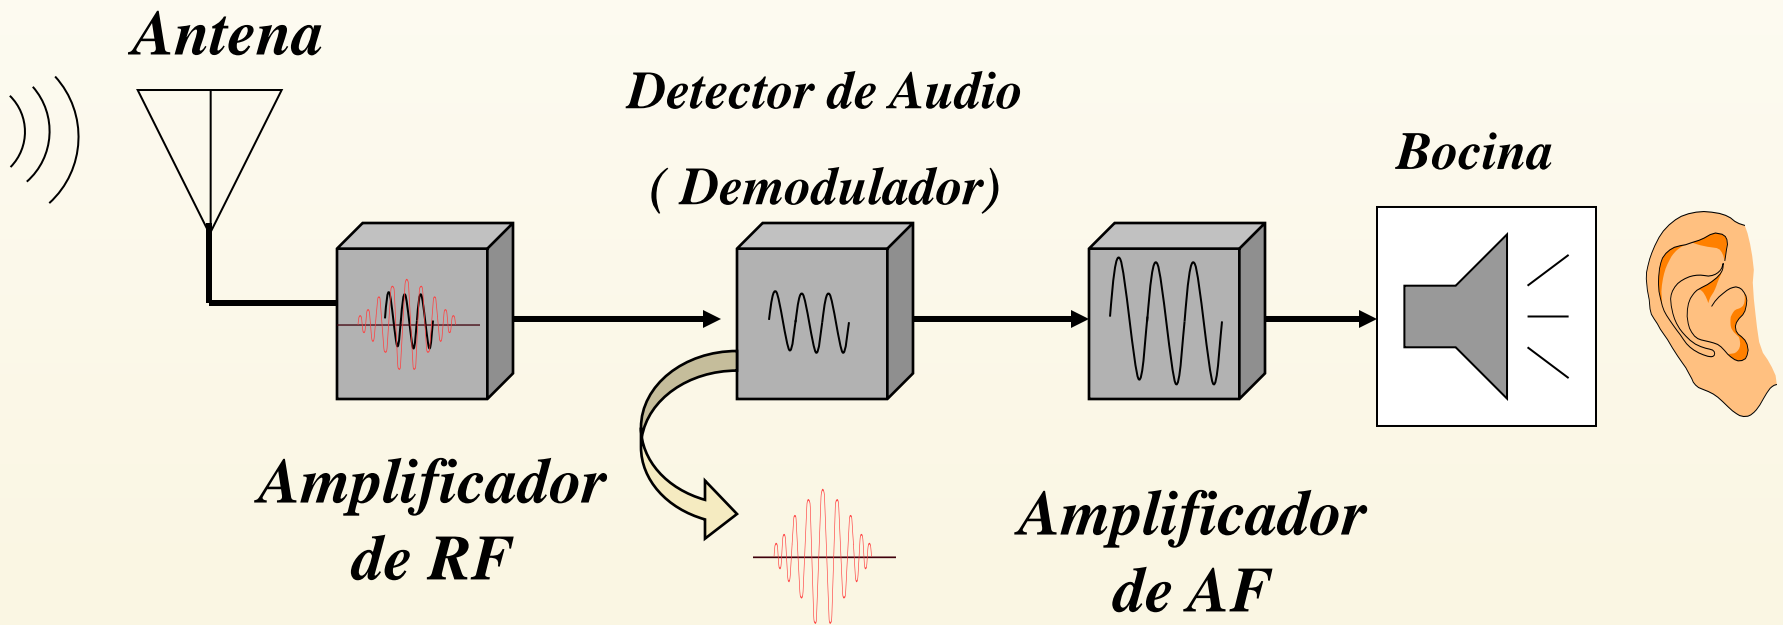 Antena
Detector de Audio
( Demodulador)
Bocina
Amplificador
de RF
Amplificador
de AF